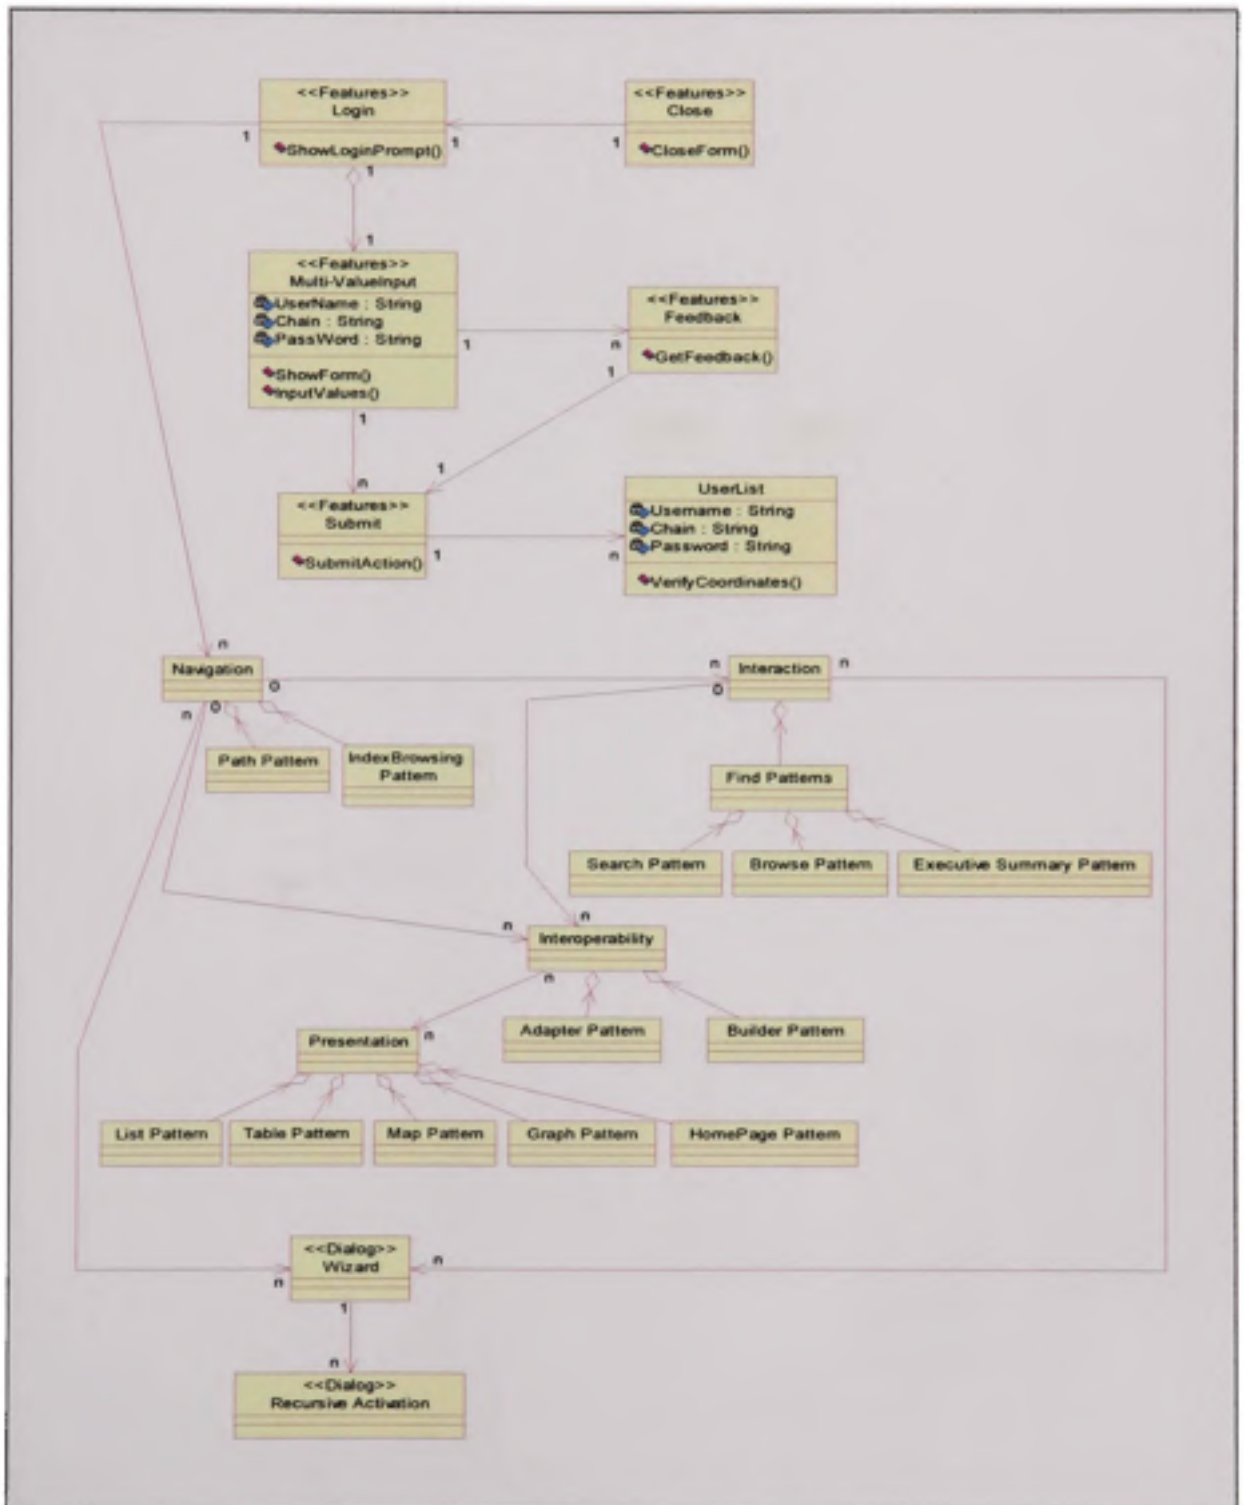 <<Features>>
Login
ShowLoginPrompt()
<<Features>>
Close
CloseForm()
1
1
1
1
1
<<Features>>
Multi-ValueInput
UserName : String
Chain : String
PassWord : String
ShowForm()
InputValues()
<<Features>>
Feedback
GetFeedback()
1
n
1
1
1
n
<<Features>>
Submit
SubmitAction()
UserList
Username : String
Chain : String
Password : String
VerifyCoordinates()
1
n
n
Navigation
0
n
Interaction
n
0
n
0
Path Pattern
IndexBrowsing
Pattern
Find Patterns
Search Pattern
Browse Pattern
Executive Summary Pattern
n
n
Interoperability
n
n
Presentation
Adapter Pattern
Builder Pattern
List Pattern
Table Pattern
Map Pattern
Graph Pattern
HomePage Pattern
<<Dialog>>
Wizard
n
n
1
n
<<Dialog>>
Recursive Activation